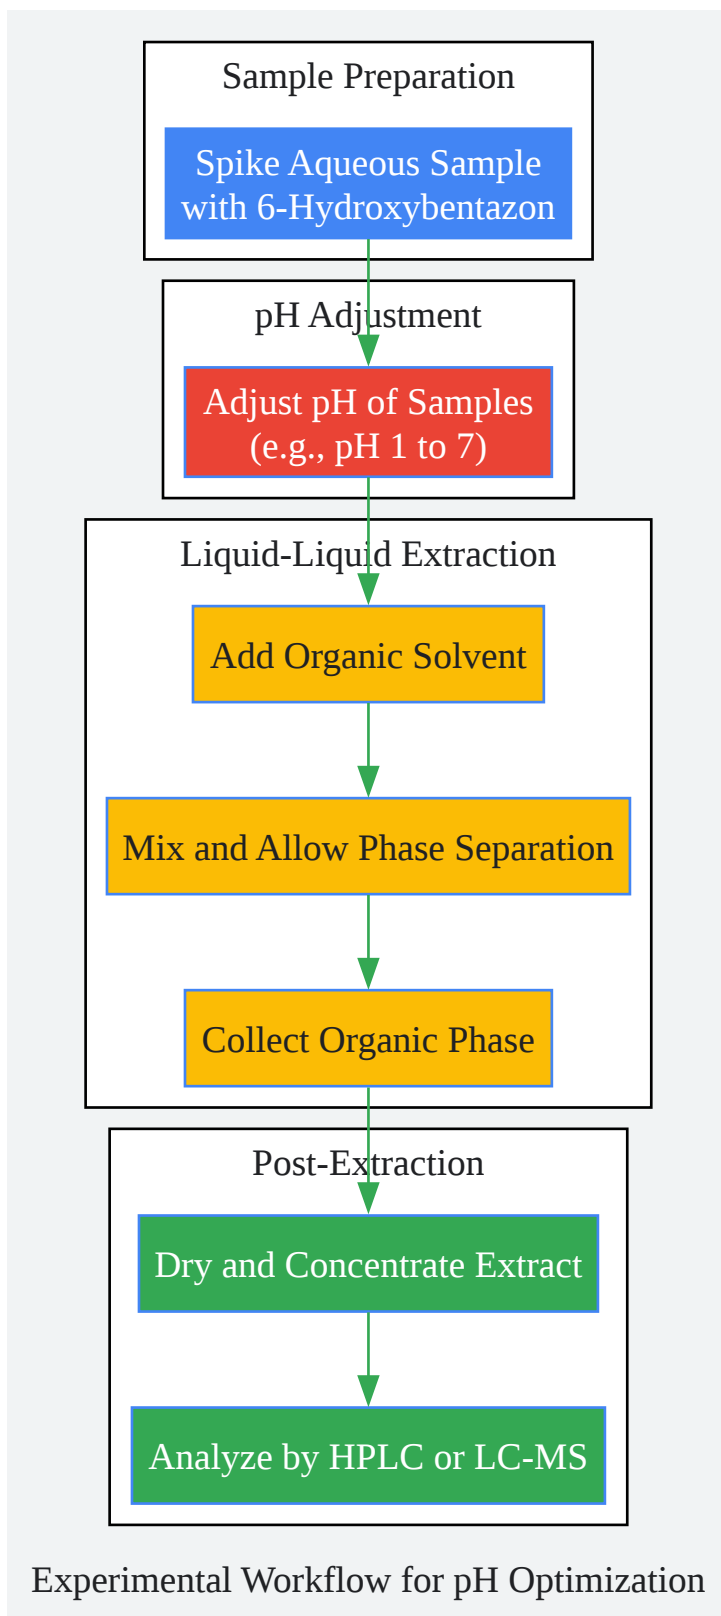 Sample Preparation
Spike Aqueous Sample
with 6-Hydroxybentazon
pH Adjustment
Adjust pH of Samples
(e.g., pH 1 to 7)
Liquid-Liquid Extraction
Add Organic Solvent
Mix and Allow Phase Separation
Collect Organic Phase
Post-Extraction
Dry and Concentrate Extract
Analyze by HPLC or LC-MS
Experimental Workflow for pH Optimization